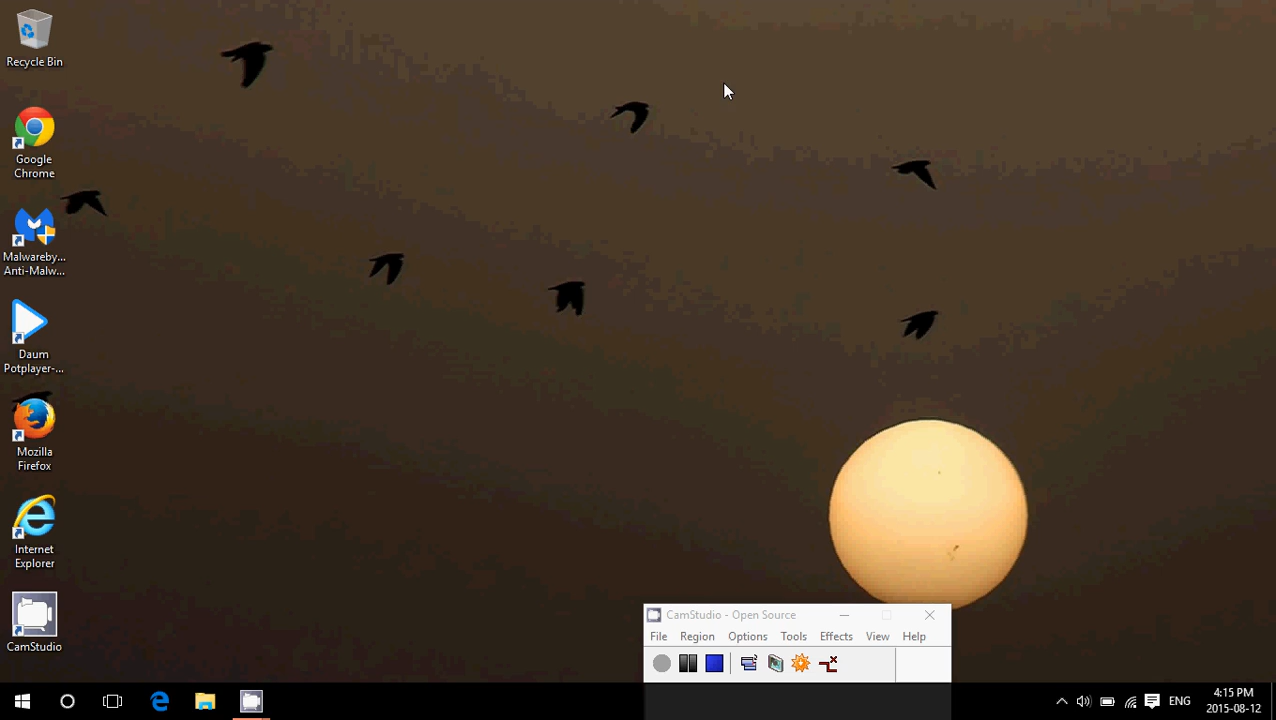 Recycle Bin
Google
Chrome
Malwareby...
Anti-Malw...
Daum
Potplayer-...
Mozilla
Firefox
Internet
Explorer
CamStudio
CamStudio - Open Source
File Region Options Tools Effects View Help
ENG
4:15 PM
2015-08-12